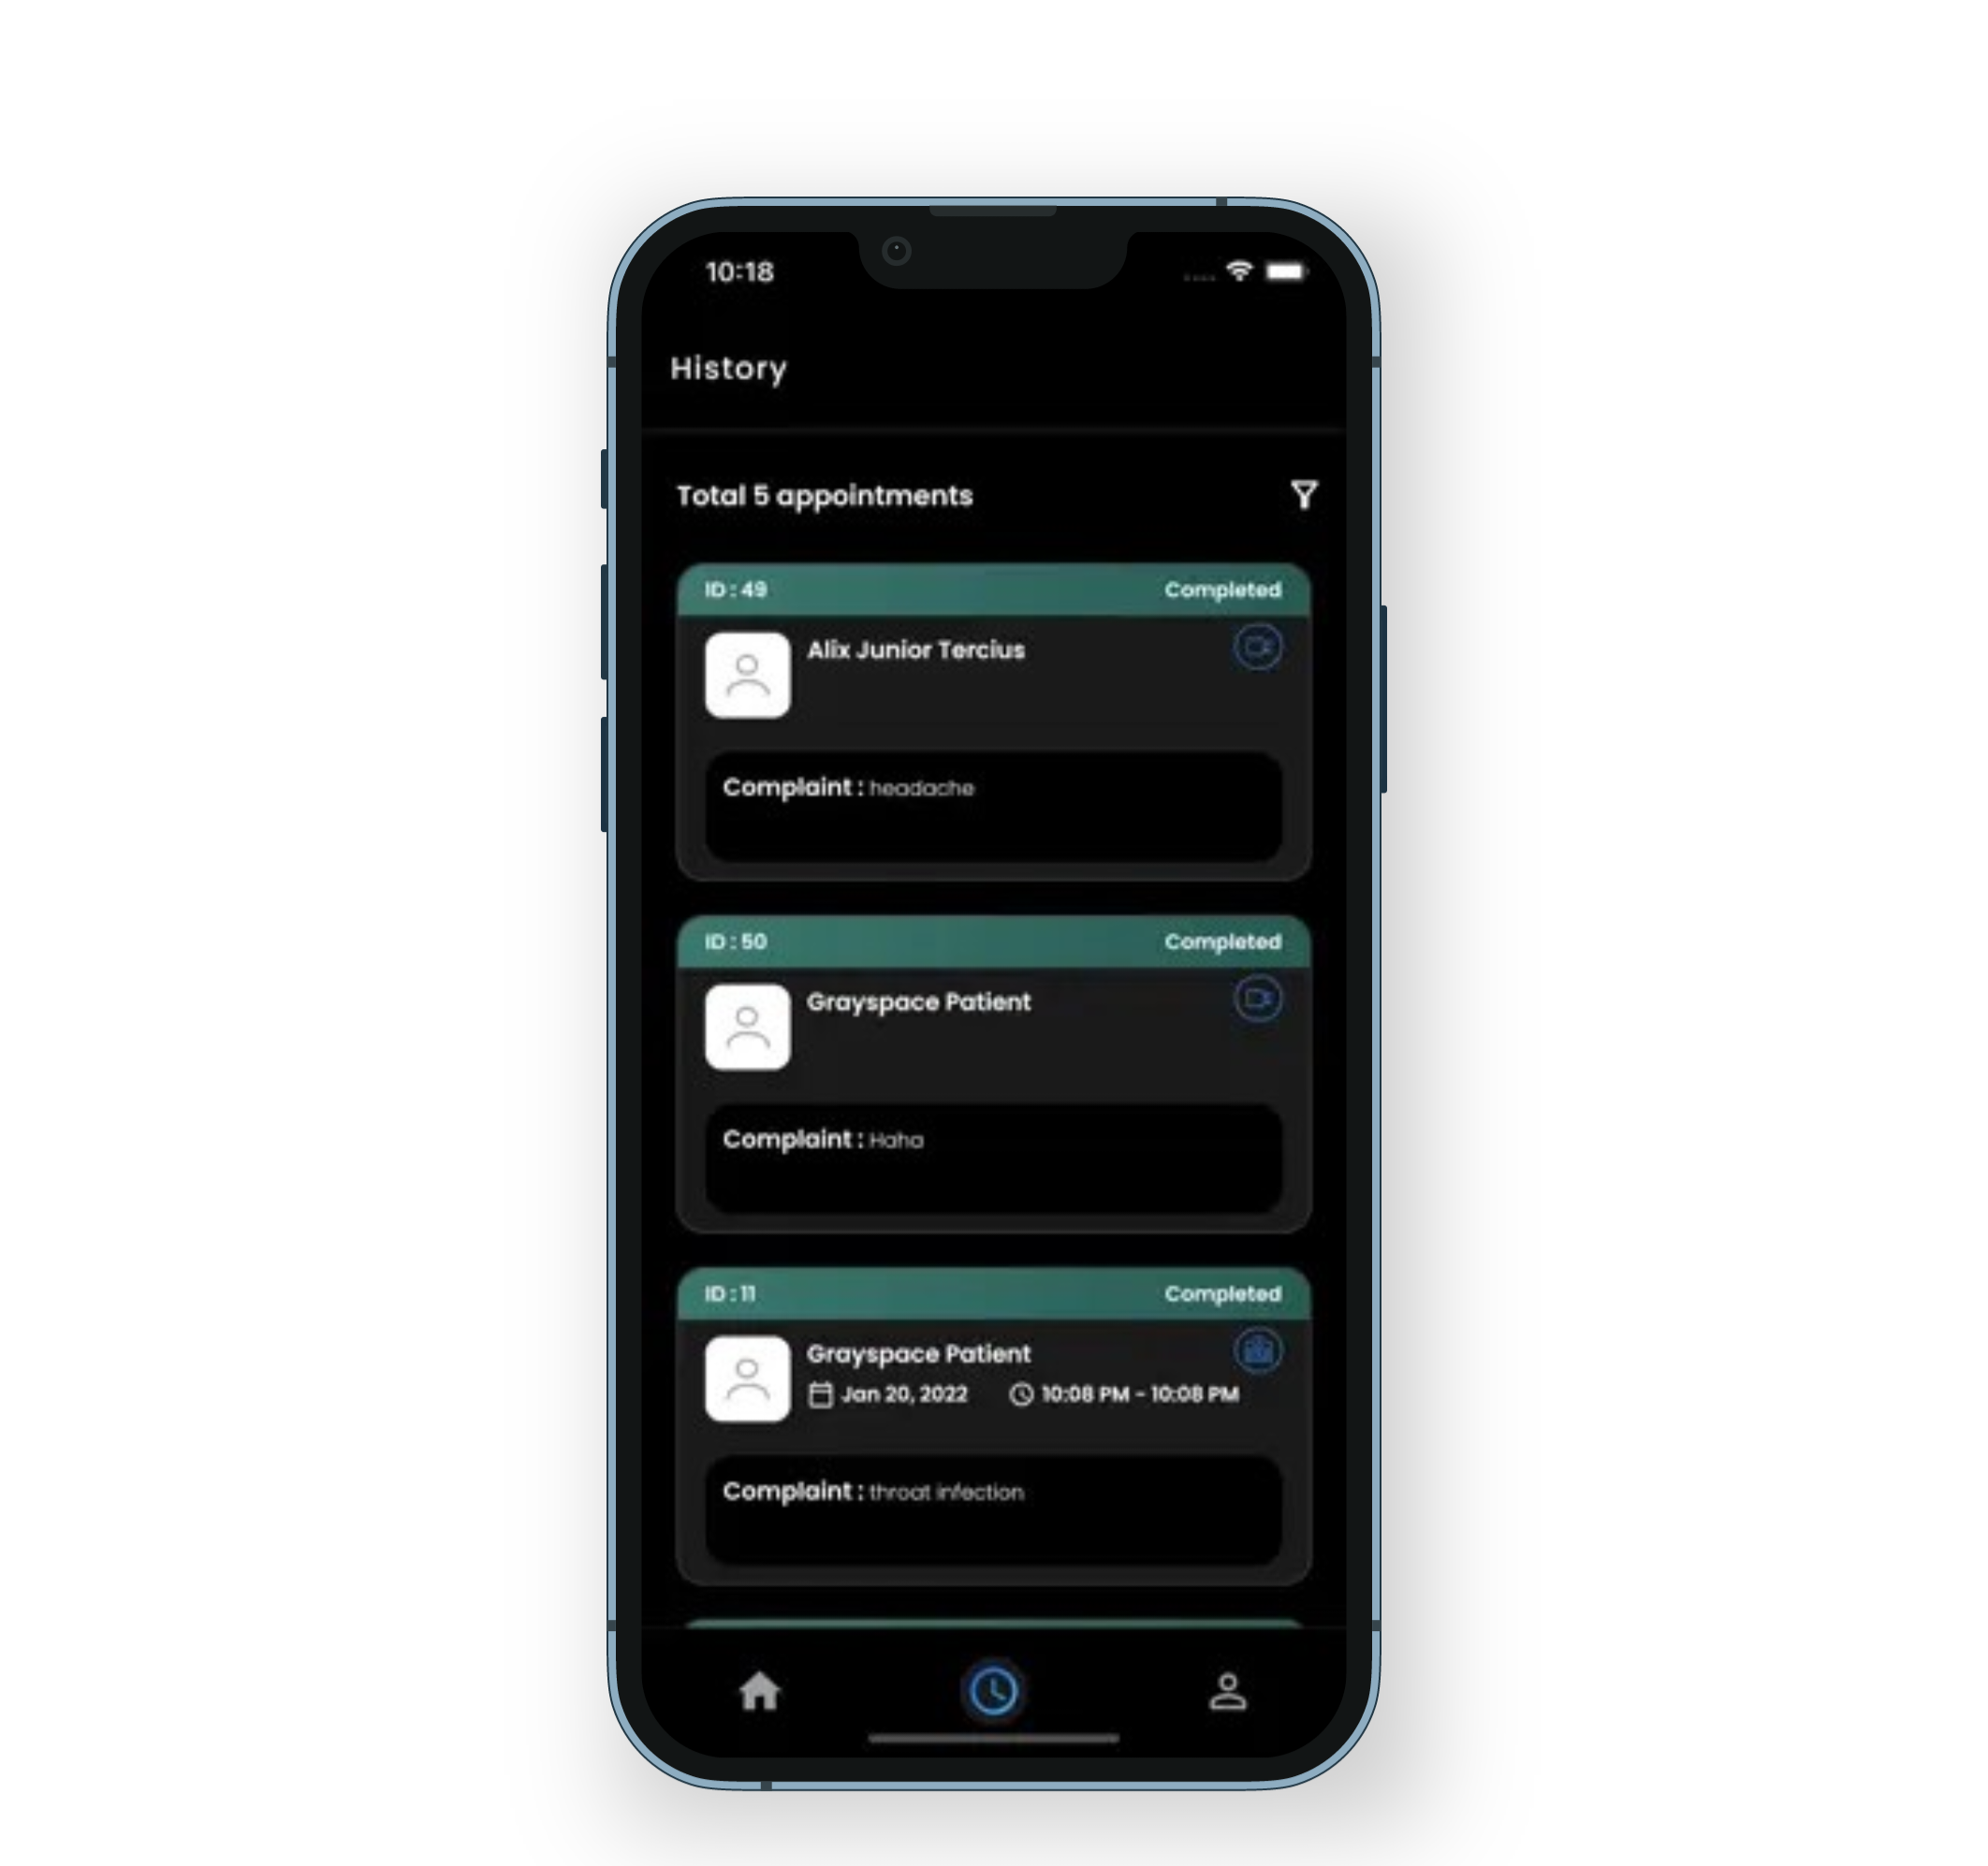 10:18
History
Total 5 appointments
ID : 49 Completed
Alix Junior Tercius
Complaint : headache
ID : 50 Completed
Grayspace Patient
Complaint : Haha
ID : 11 Completed
Grayspace Patient
Jan 20, 2022 10:08 PM - 10:08 PM
Complaint : throat infection